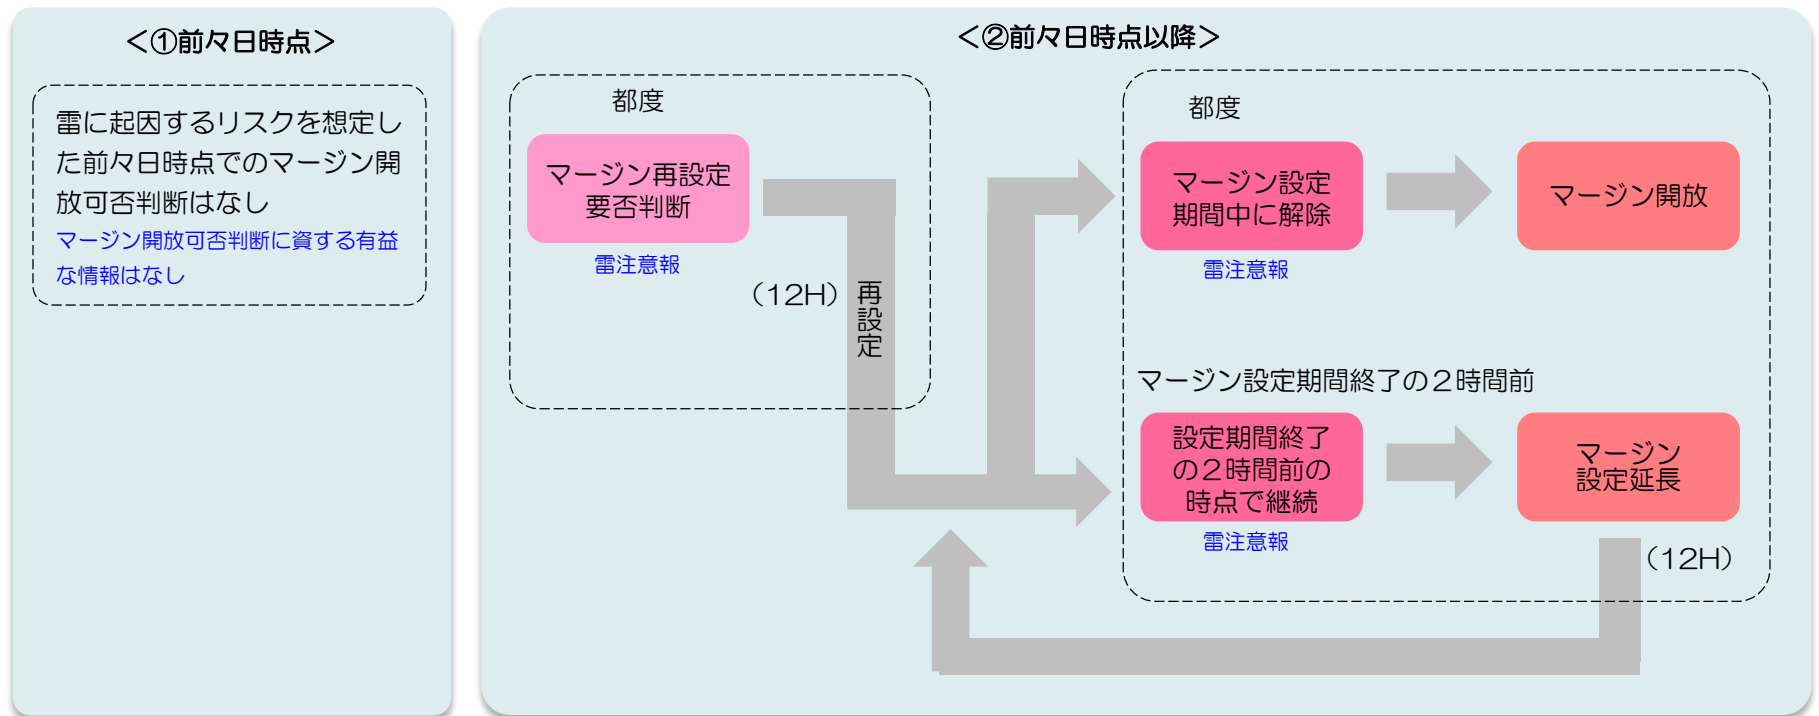 ＜①前々日時点＞
雷に起因するリスクを想定し
た前々日時点でのマージン開
放可否判断はなし
マージン開放可否判断に資する有益
な情報はなし
＜②前々日時点以降＞
都度
マージン再設定
要否判断
雷注意報
（12H）
再設定
都度
マージン設定
期間中に解除
雷注意報
マージン開放
マージン設定期間終了の２時間前
設定期間終了
の２時間前の
時点で継続
雷注意報
マージン
設定延長
（12H）